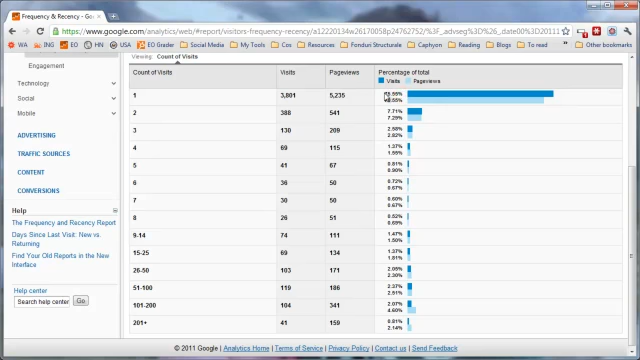 Frequency & Recency - Goo
https://www.google.com/analytics/web/#report/visitors-frequency-recency/a12220134w26170058p24762752/%3F_advseg%3D%26_date00%3D20111
WA
ING
EO
HN
USA
EO Grader
Social Media
My Tools
Cos
Resources
Fonduri Structurale
Caphyon
Reading
Blogs
To read
Other bookmarks
Engagement
Technology
Social
Mobile
ADVERTISING
TRAFFIC SOURCES
CONTENT
CONVERSIONS
Help
The Frequency and Recency Report
Days Since Last Visit: New vs.
Returning
Find Your Old Reports in the New
Interface
Help center
Search help center
Go
Viewing: Count of Visits
Count of Visits Visits Pageviews Percentage of total
Visits Pageviews
1 3,801 5,235
2 388 541 7.71%
7.29%
3 130 209 2.58%
2.82%
4 69 115 1.37%
1.55%
5 41 67 0.81%
0.90%
6 36 50 0.72%
0.67%
7 30 50 0.60%
0.67%
8 26 51 0.52%
0.69%
9-14 74 111 1.47%
1.50%
15-25 69 134 1.37%
1.81%
26-50 103 171 2.05%
2.30%
51-100 119 186 2.37%
2.51%
101-200 104 341 2.07%
4.60%
201+ 41 159 0.81%
2.14%
© 2011 Google | Analytics Home | Terms of Service | Privacy Policy | Contact us | Send Feedback